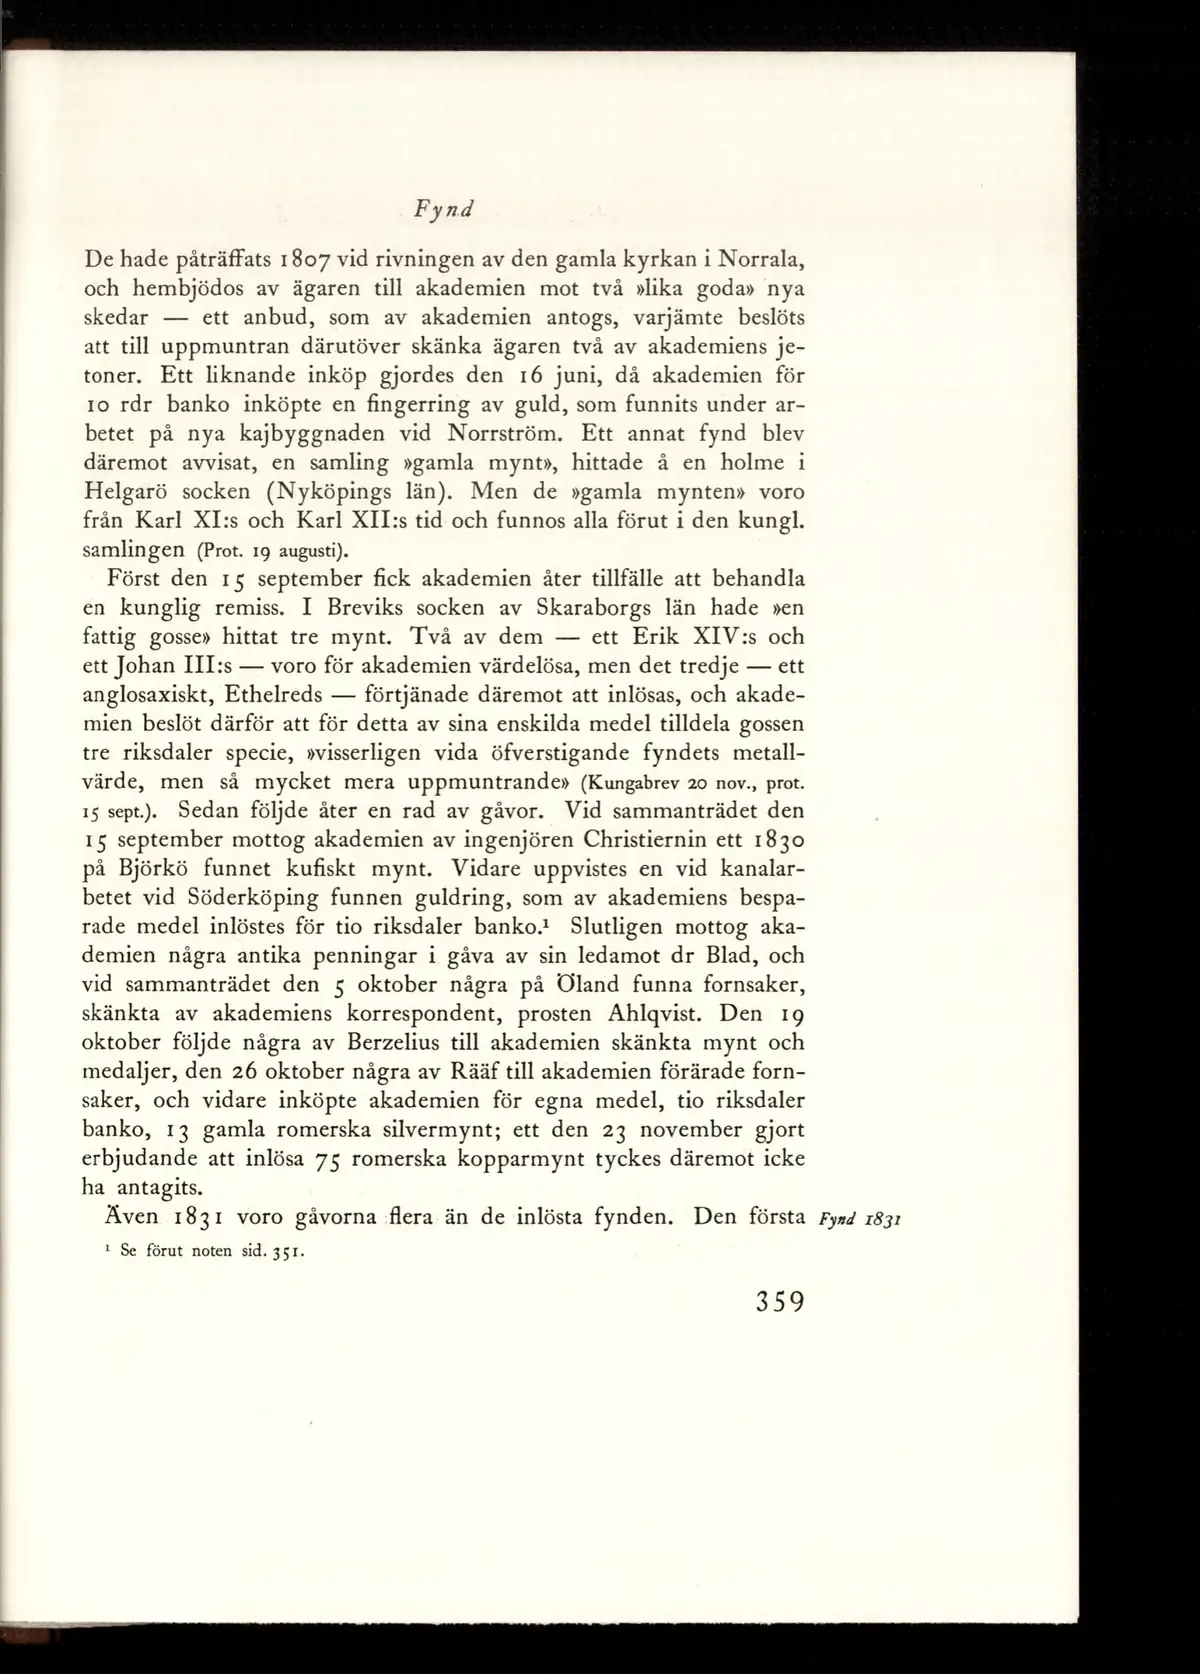 Fynd
De hade påträffats 1807 vid rivningen av den gamla kyrkan i Norrala,
och hembjödos av ägaren till akademien mot två »lika goda» nya
skedar — ett anbud, som av akademien antogs, varjämte beslöts
att till uppmuntran därutöver skänka ägaren två av akademiens je-
toner. Ett liknande inköp gjordes den 16 juni, då akademien för
10 rdr banko inköpte en fingerring av guld, som funnits under ar-
betet på nya kajbyggnaden vid Norrström. Ett annat fynd blev
däremot avvisat, en samling »gamla mynt», hittade å en holme i
Helgarö socken (Nyköpings län). Men de »gamla mynten» voro
från Karl XI:s och Karl XII:s tid och funnos alla förut i den kungl.
samlingen (Prot. 19 augusti).
Först den 15 september fick akademien åter tillfälle att behandla
en kunglig remiss. I Breviks socken av Skaraborgs län hade »en
fattig gosse» hittat tre mynt. Två av dem — ett Erik XIV:s och
ett Johan III:s — voro för akademien värdelösa, men det tredje — ett
anglosaxiskt, Ethelreds — förtjänade däremot att inlösas, och akade-
mien beslöt därför att för detta av sina enskilda medel tilldela gossen
tre riksdaler specie, »visserligen vida öfverstigande fyndets metall-
värde, men så mycket mera uppmuntrande» (Kungabrev 20 nov., prot.
15 sept.). Sedan följde åter en rad av gåvor. Vid sammanträdet den
15 september mottog akademien av ingenjören Christiernin ett 1830
på Björkö funnet kufiskt mynt. Vidare uppvistes en vid kanalar-
betet vid Söderköping funnen guldring, som av akademiens bespa-
rade medel inlöstes för tio riksdaler banko.¹ Slutligen mottog aka-
demien några antika penningar i gåva av sin ledamot dr Blad, och
vid sammanträdet den 5 oktober några på Öland funna fornsaker,
skänkta av akademiens korrespondent, prosten Ahlqvist. Den 19
oktober följde några av Berzelius till akademien skänkta mynt och
medaljer, den 26 oktober några av Rääf till akademien förärade forn-
saker, och vidare inköpte akademien för egna medel, tio riksdaler
banko, 13 gamla romerska silvermynt; ett den 23 november gjort
erbjudande att inlösa 75 romerska kopparmynt tyckes däremot icke
ha antagits.
Även 1831 voro gåvorna flera än de inlösta fynden. Den första Fynd 1831
¹ Se förut noten sid. 351.
359